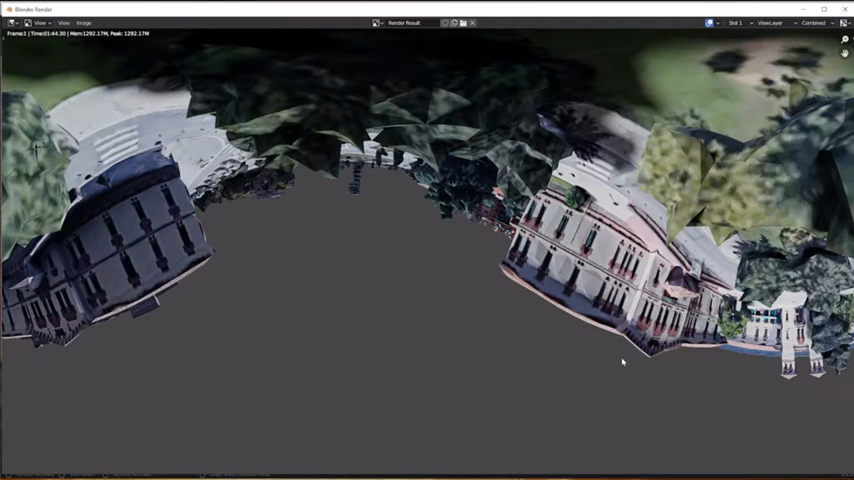 Blender Render
View
View
Image
Render Result
Slot 1
ViewLayer
Combined
Frame:1 | Time:01:44.30 | Mem:1292.17M, Peak: 1292.17M